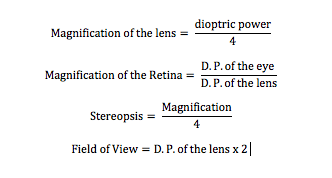 Magnification of the lens = dioptric power / 4
Magnification of the Retina = D. P. of the eye / D. P. of the lens
Stereopsis = Magnification / 4
Field of View = D. P. of the lens x 2